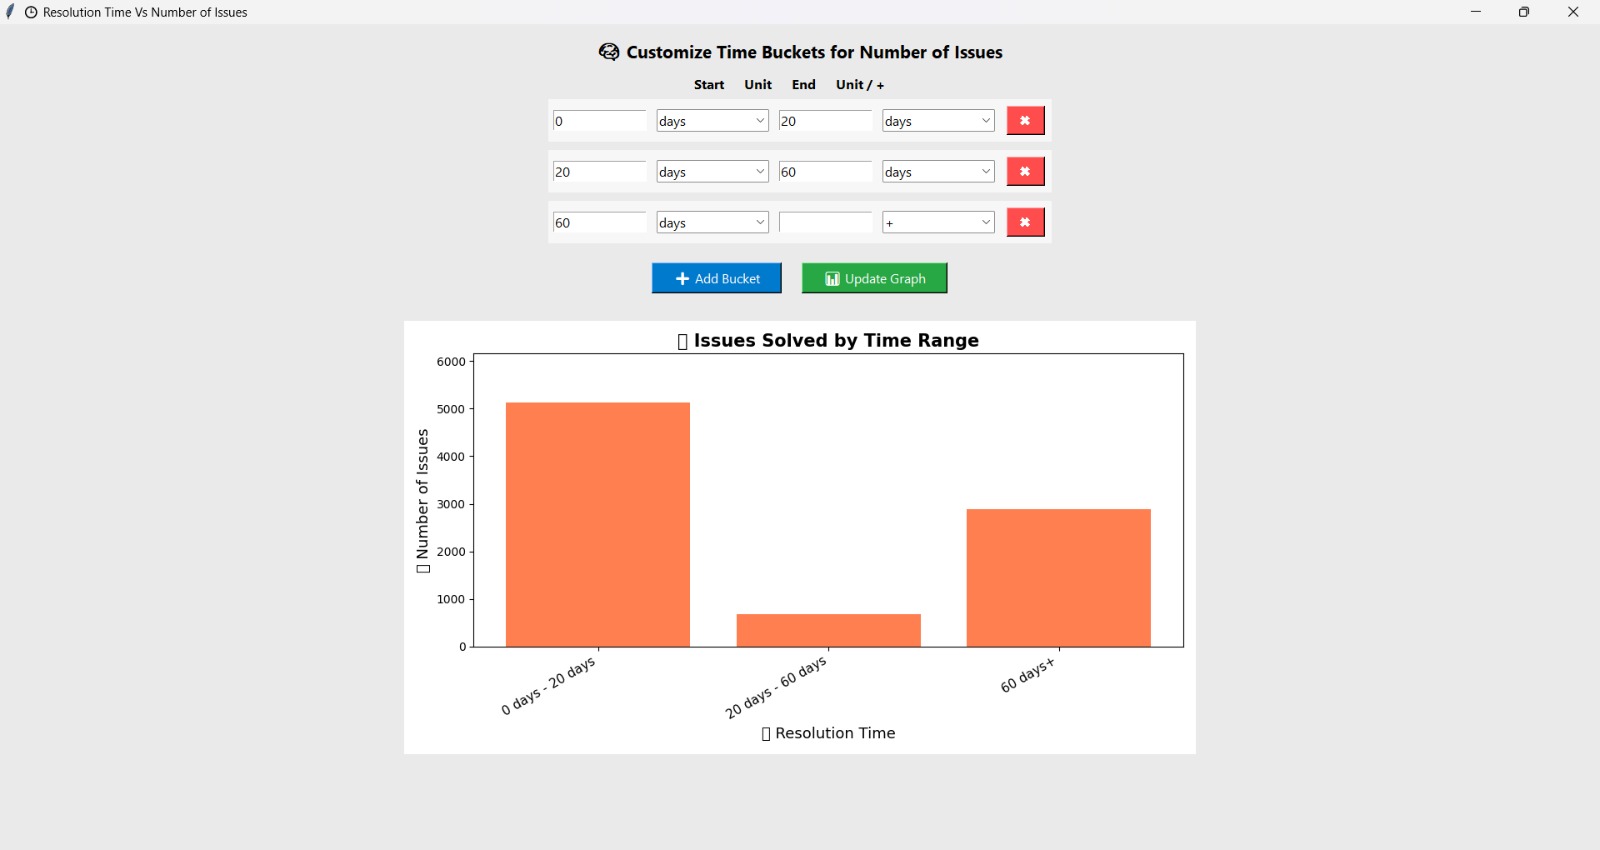 Resolution Time Vs Number of Issues
Customize Time Buckets for Number of Issues
Start Unit End Unit / +
0 days 20 days ✖
20 days 60 days ✖
60 days + ✖
➕ Add Bucket 📊 Update Graph
▯ Issues Solved by Time Range
▯ Number of Issues
6000
5000
4000
3000
2000
1000
0
0 days - 20 days
20 days - 60 days
60 days+
▯ Resolution Time